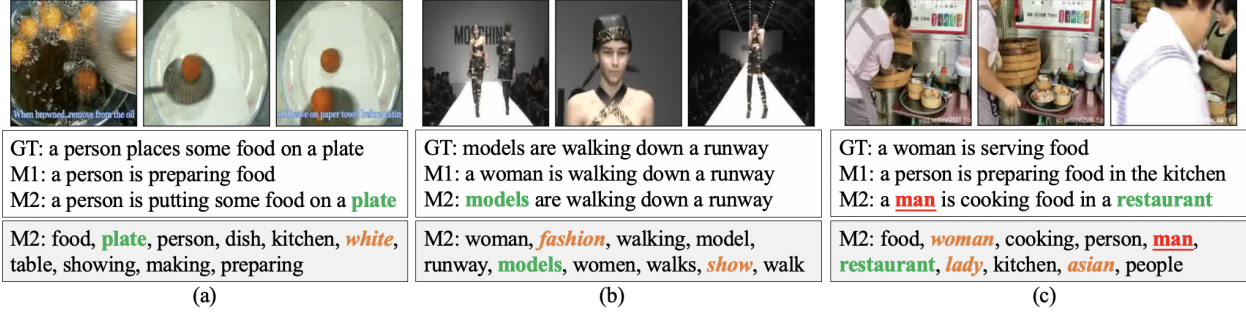 When browned, remove from the oil
MOSCHINO
GT: a person places some food on a plate
M1: a person is preparing food
M2: a person is putting some food on a plate
M2: food, plate, person, dish, kitchen, white,
table, showing, making, preparing
(a)
GT: models are walking down a runway
M1: a woman is walking down a runway
M2: models are walking down a runway
M2: woman, fashion, walking, model,
runway, models, women, walks, show, walk
(b)
GT: a woman is serving food
M1: a person is preparing food in the kitchen
M2: a man is cooking food in a restaurant
M2: food, woman, cooking, person, man,
restaurant, lady, kitchen, asian, people
(c)